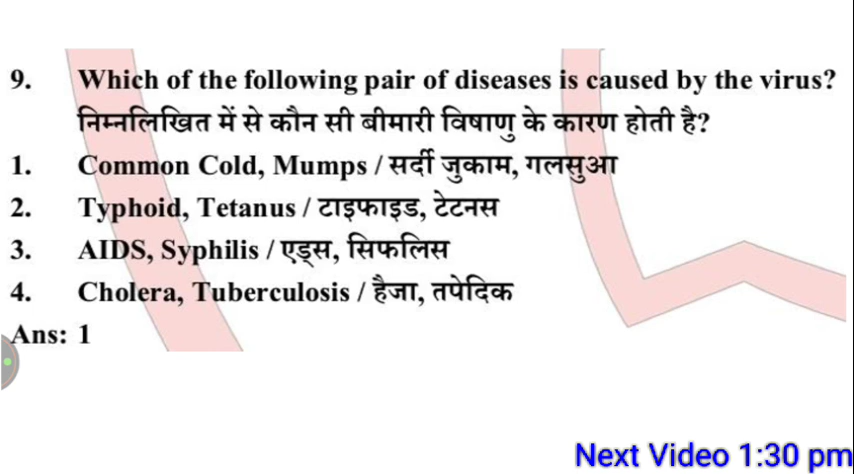 9. Which of the following pair of diseases is caused by the virus?
निम्नलिखित में से कौन सी बीमारी विषाणु के कारण होती है?
1. Common Cold, Mumps / सर्दी जुकाम, गलसुआ
2. Typhoid, Tetanus / टाइफाइड, टेटनस
3. AIDS, Syphilis / एड्स, सिफलिस
4. Cholera, Tuberculosis / हैजा, तपेदिक
Ans: 1
Next Video 1:30 pm